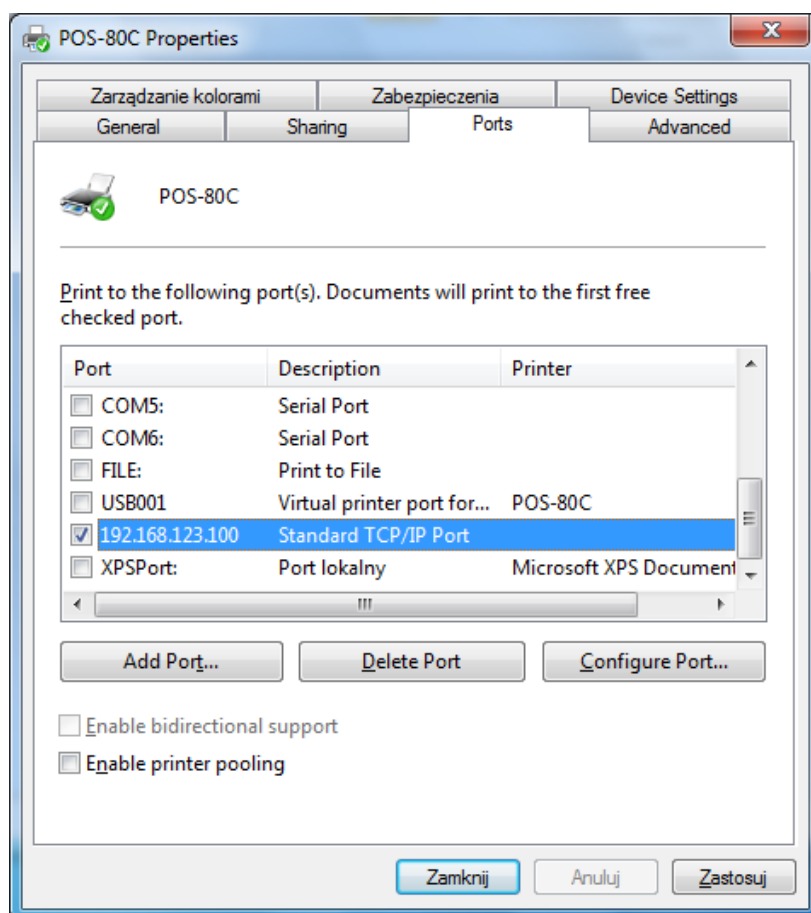 POS-80C Properties
Zarządzanie kolorami Zabezpieczenia Device Settings
General Sharing Ports Advanced
POS-80C
Print to the following port(s). Documents will print to the first free
checked port.
Port Description Printer
COM5: Serial Port
COM6: Serial Port
FILE: Print to File
USB001 Virtual printer port for... POS-80C
192.168.123.100 Standard TCP/IP Port
XPSPort: Port lokalny Microsoft XPS Document
Add Port... Delete Port Configure Port...
Enable bidirectional support
Enable printer pooling
Zamknij Anuluj Zastosuj